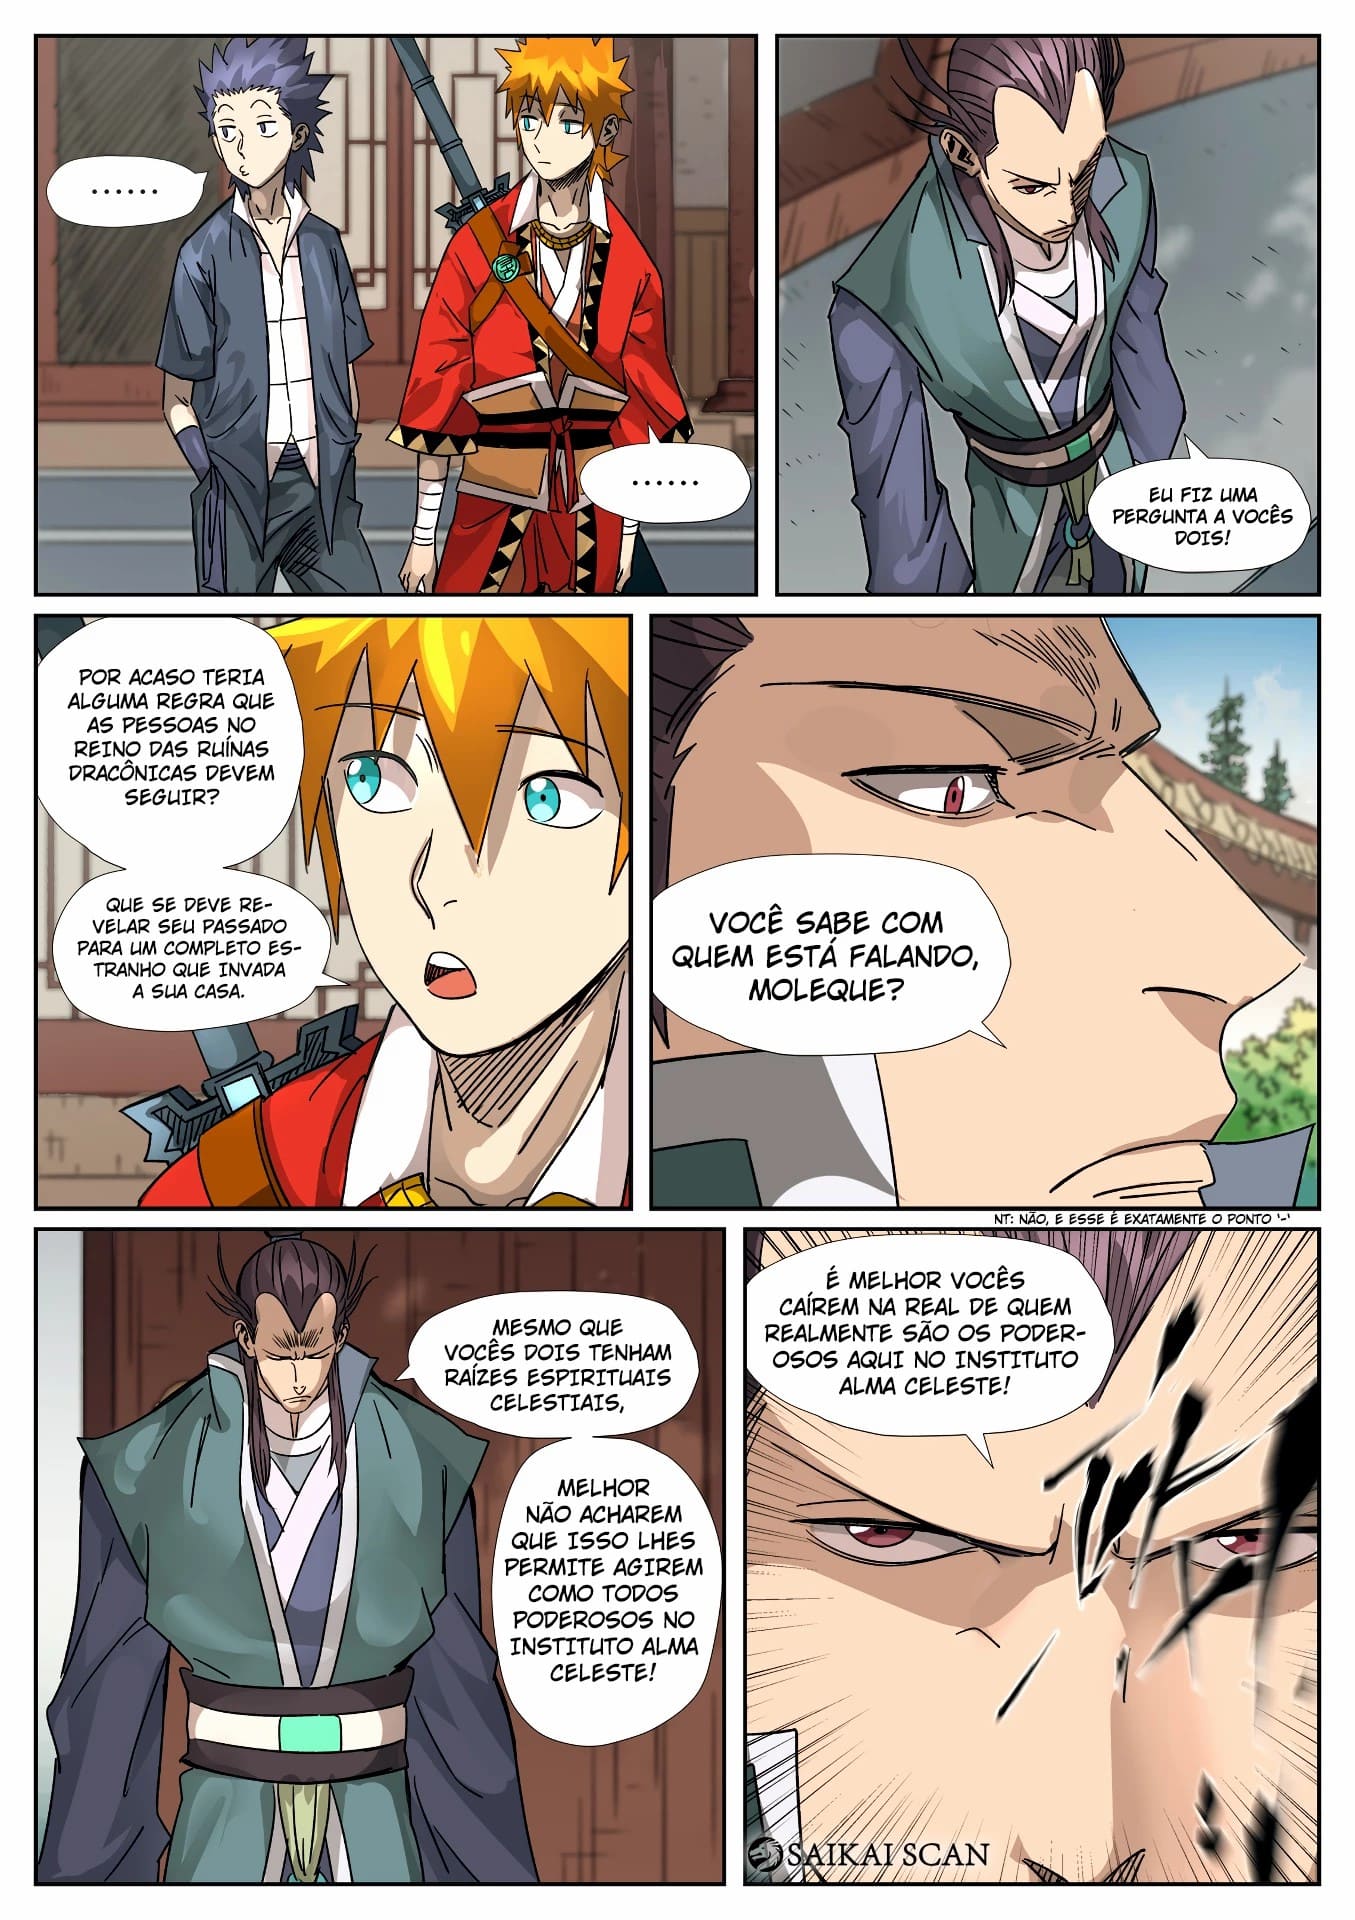 ......
......
EU FIZ UMA
PERGUNTA A VOCÊS
DOIS!
POR ACASO TERIA
ALGUMA REGRA QUE
AS PESSOAS NO
REINO DAS RUÍNAS
DRACÔNICAS DEVEM
SEGUIR?
QUE SE DEVE RE-
VELAR SEU PASSADO
PARA UM COMPLETO ES-
TRANHO QUE INVADA
A SUA CASA.
VOCÊ SABE COM
QUEM ESTÁ FALANDO,
MOLEQUE?
NT: NÃO, E ESSE É EXATAMENTE O PONTO '-'
MESMO QUE
VOCÊS DOIS TENHAM
RAÍZES ESPIRITUAIS
CELESTIAIS,
MELHOR
NÃO ACHAREM
QUE ISSO LHES
PERMITE AGIREM
COMO TODOS
PODEROSOS NO
INSTITUTO ALMA
CELESTE!
É MELHOR VOCÊS
CAÍREM NA REAL DE QUEM
REALMENTE SÃO OS PODER-
OSOS AQUI NO INSTITUTO
ALMA CELESTE!
SAIKAI SCAN